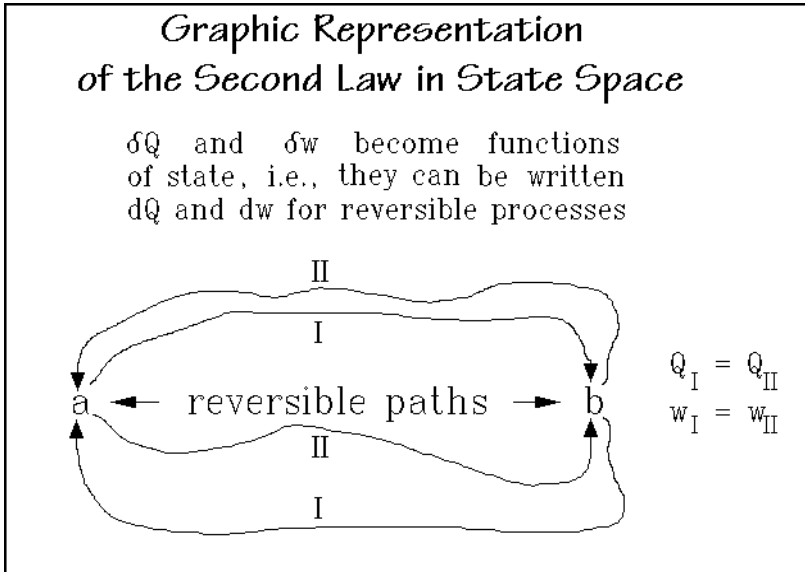 Graphic Representation
of the Second Law in State Space
δQ and δw become functions
of state, i.e., they can be written
dQ and dw for reversible processes
II
I
a reversible paths b
Q_I = Q_II
w_I = w_II
II
I